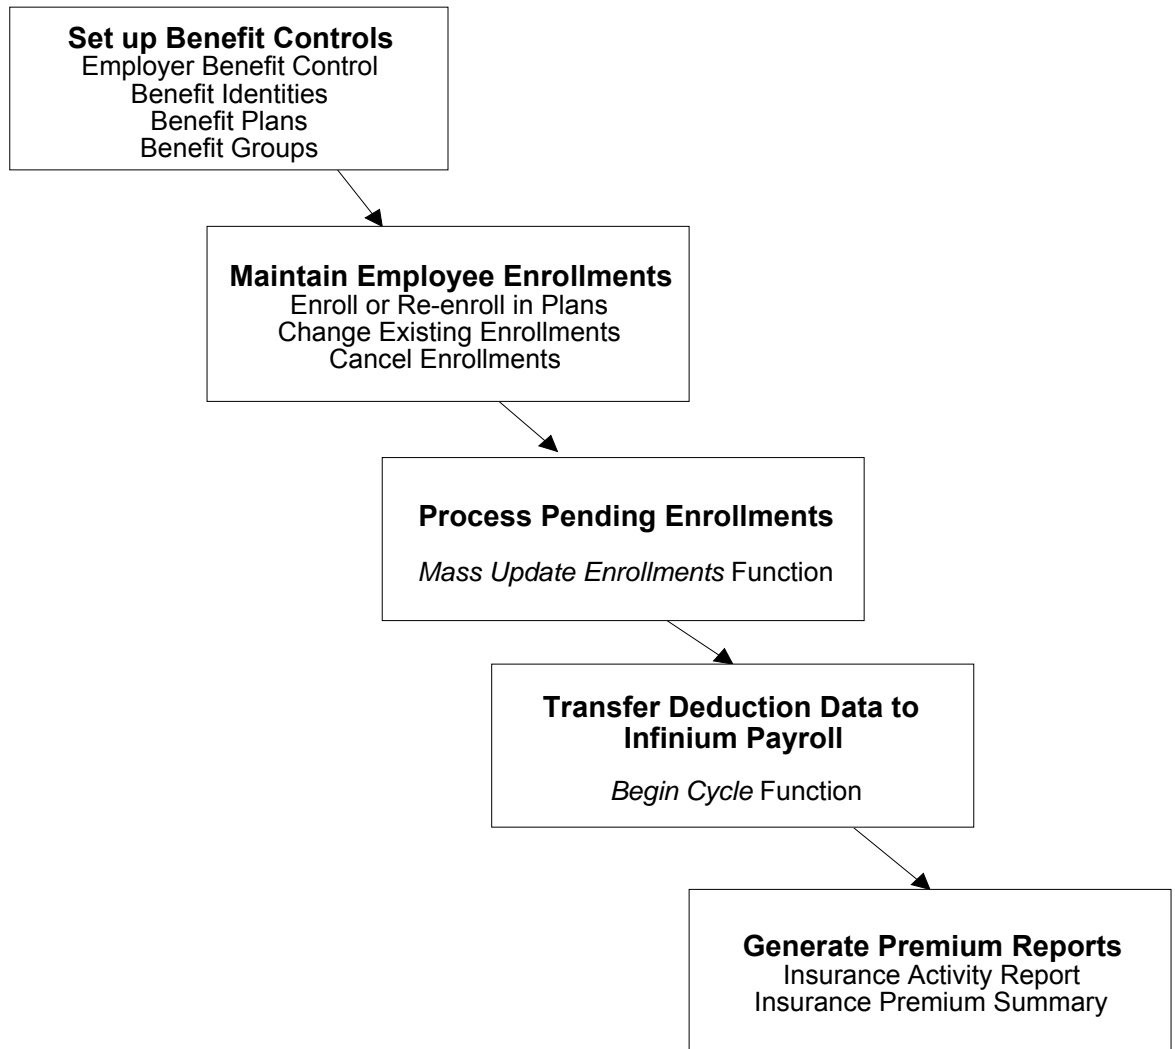 Set up Benefit Controls
Employer Benefit Control
Benefit Identities
Benefit Plans
Benefit Groups
Maintain Employee Enrollments
Enroll or Re-enroll in Plans
Change Existing Enrollments
Cancel Enrollments
Process Pending Enrollments
Mass Update Enrollments Function
Transfer Deduction Data to
Infinium Payroll
Begin Cycle Function
Generate Premium Reports
Insurance Activity Report
Insurance Premium Summary